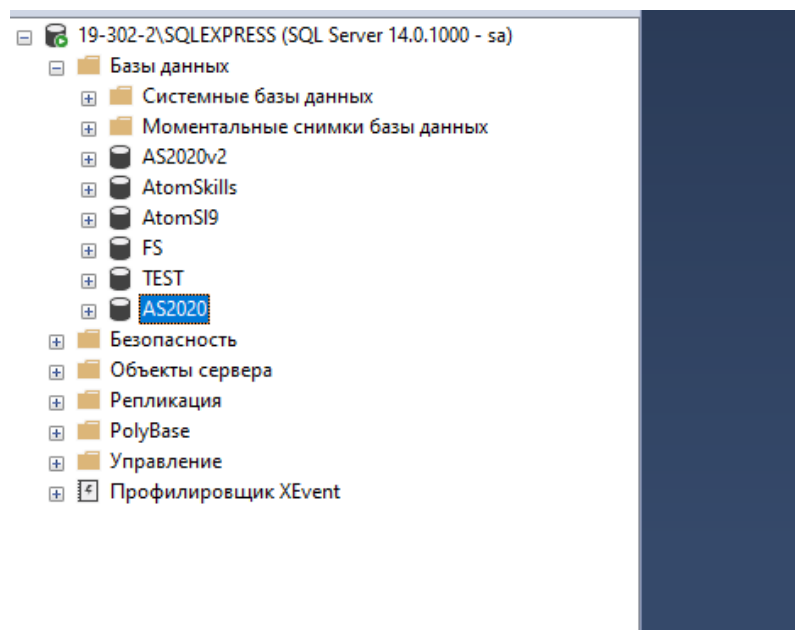 19-302-2\SQLEXPRESS (SQL Server 14.0.1000 - sa)
Базы данных
Системные базы данных
Моментальные снимки базы данных
AS2020v2
AtomSkills
AtomSl9
FS
TEST
AS2020
Безопасность
Объекты сервера
Репликация
PolyBase
Управление
Профилировщик XEvent